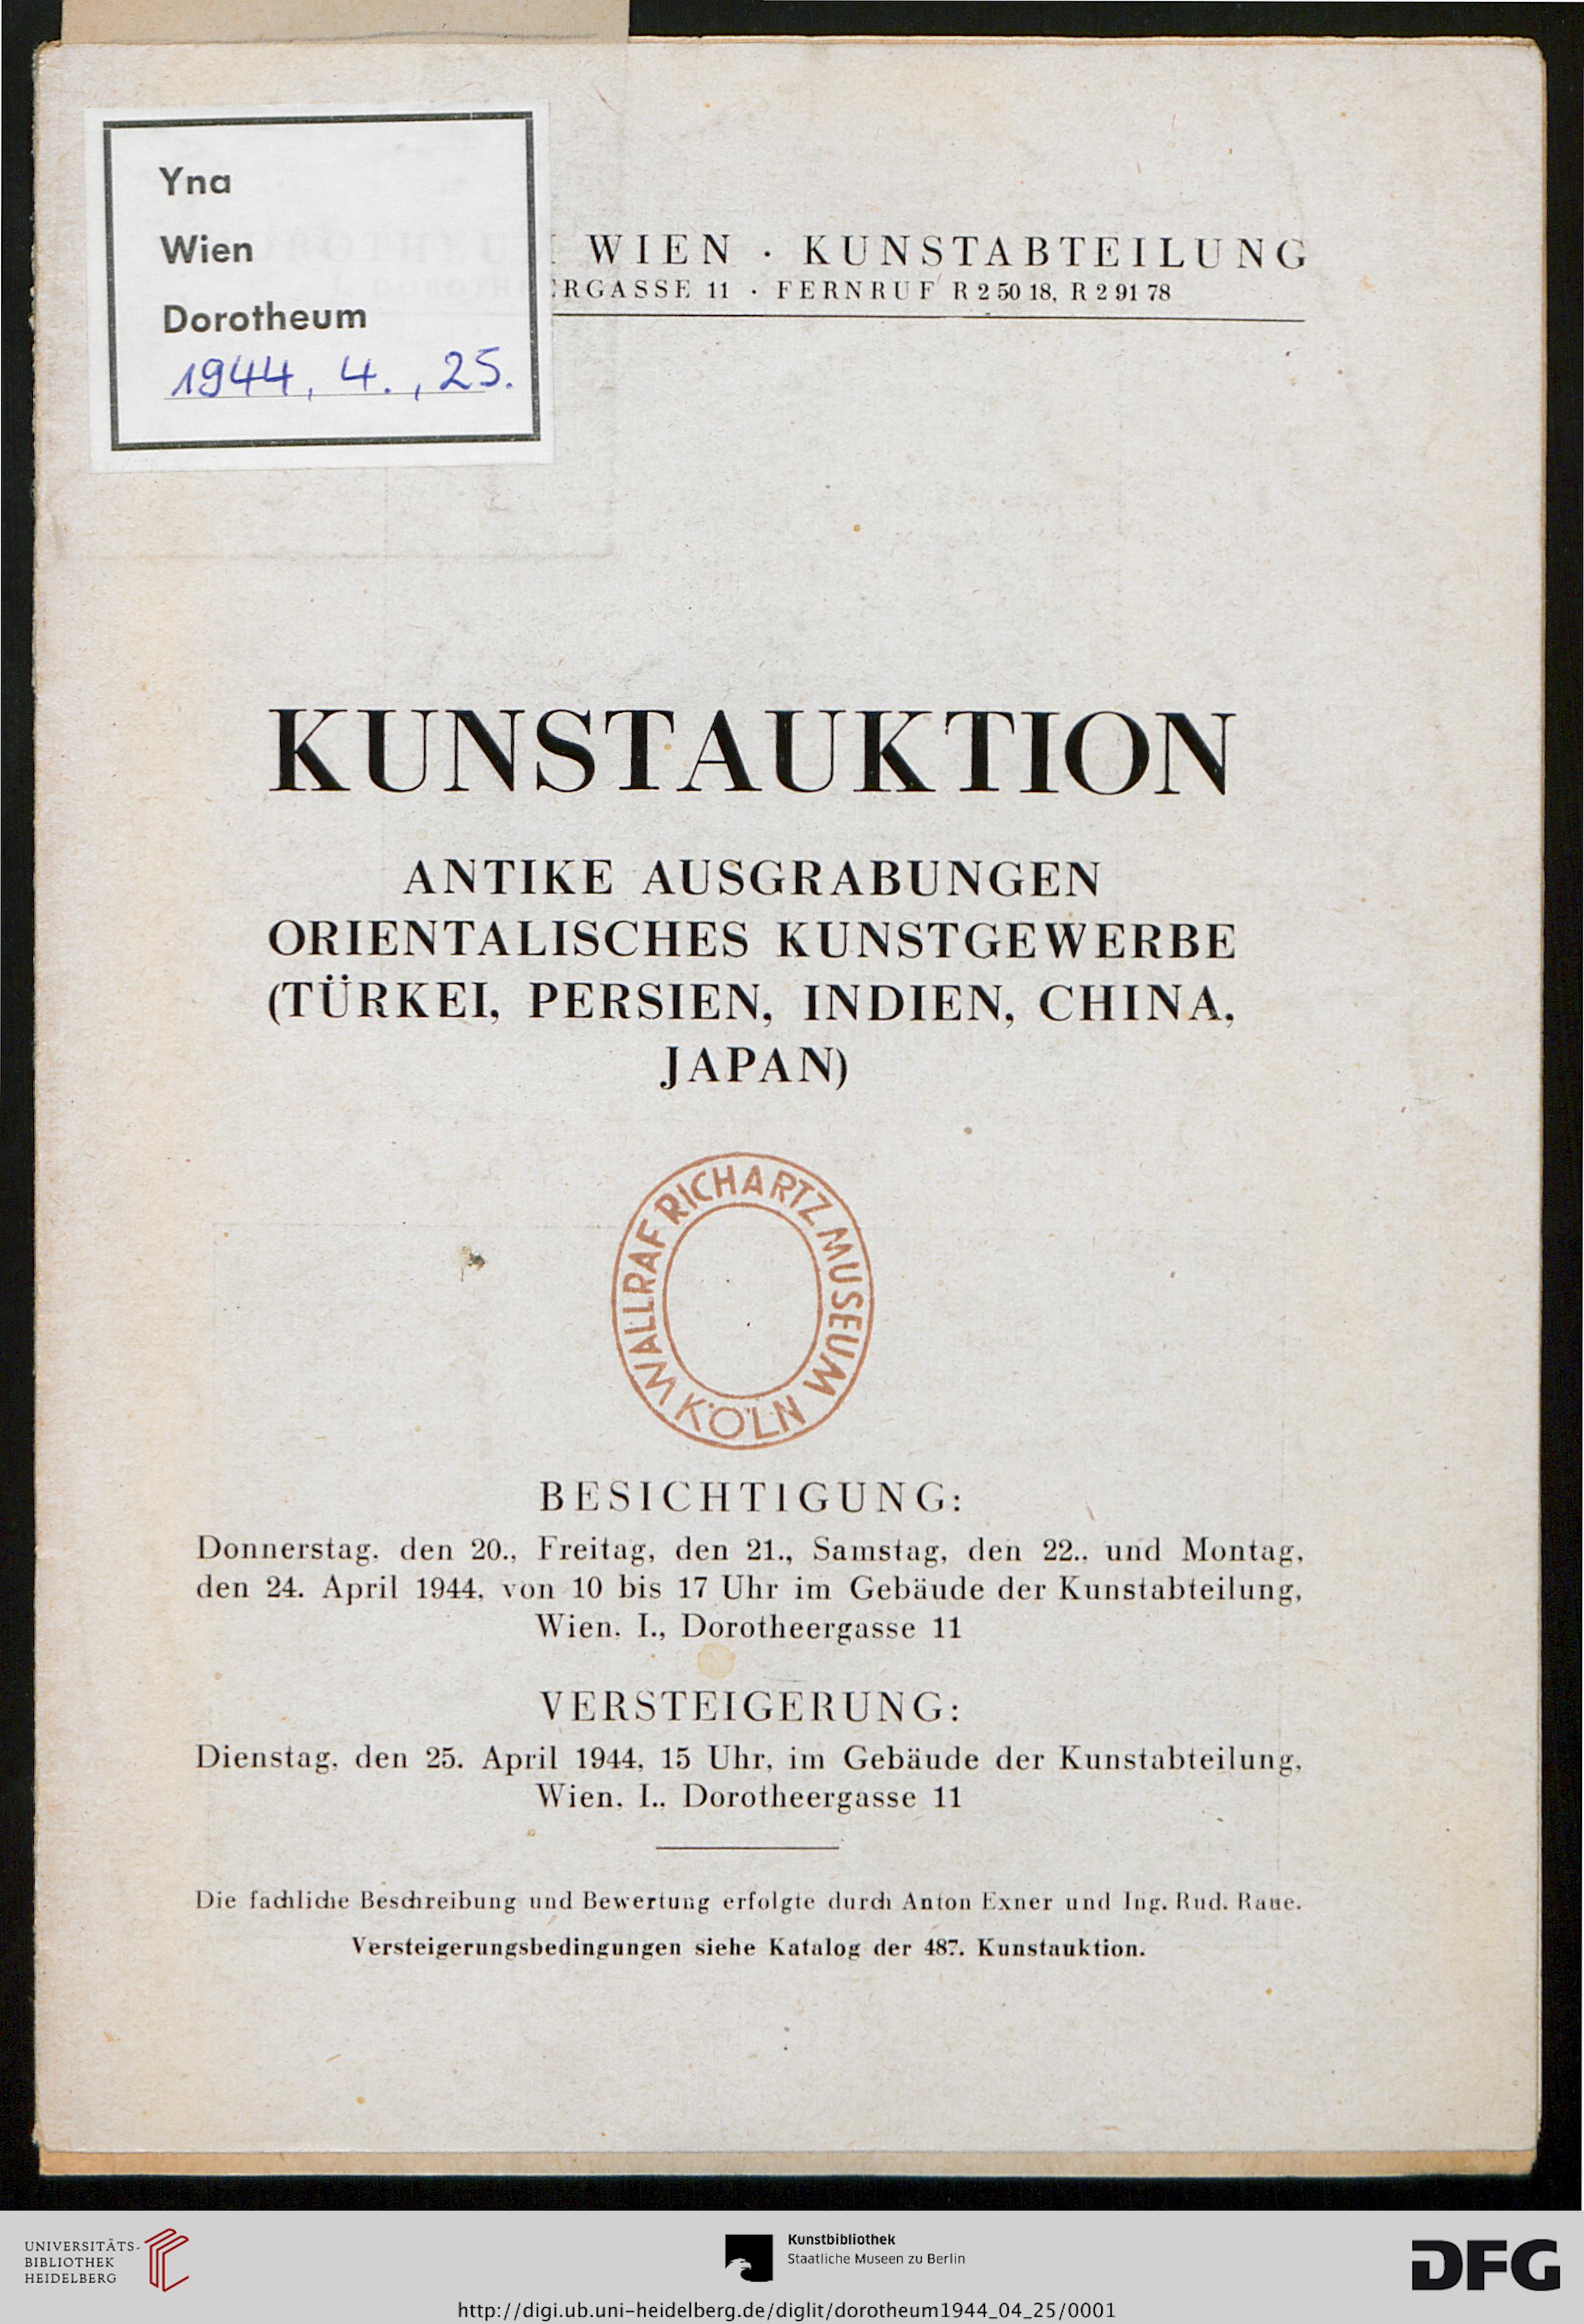 Yna
Wien
Dorotheum
1944, 4., 25.
WIEN · KUNSTABTEILUNG
RGASSE 11 · FERNRUF R 2 50 18, R 2 91 78
KUNSTAUKTION
ANTIKE AUSGRABUNGEN
ORIENTALISCHES KUNSTGEWERBE
(TÜRKEI, PERSIEN, INDIEN, CHINA,
JAPAN)
WALLRAF RICHARTZ MUSEUM
KÖLN
BESICHTIGUNG:
Donnerstag, den 20., Freitag, den 21., Samstag, den 22., und Montag,
den 24. April 1944, von 10 bis 17 Uhr im Gebäude der Kunstabteilung,
Wien, I., Dorotheergasse 11
VERSTEIGERUNG:
Dienstag, den 25. April 1944, 15 Uhr, im Gebäude der Kunstabteilung,
Wien, I., Dorotheergasse 11
Die fachliche Beschreibung und Bewertung erfolgte durch Anton Exner und Ing. Rud. Raue.
Versteigerungsbedingungen siehe Katalog der 487. Kunstauktion.
UNIVERSITÄTS-
BIBLIOTHEK
HEIDELBERG
Kunstbibliothek
Staatliche Museen zu Berlin
DFG
http://digi.ub.uni-heidelberg.de/diglit/dorotheum1944_04_25/0001